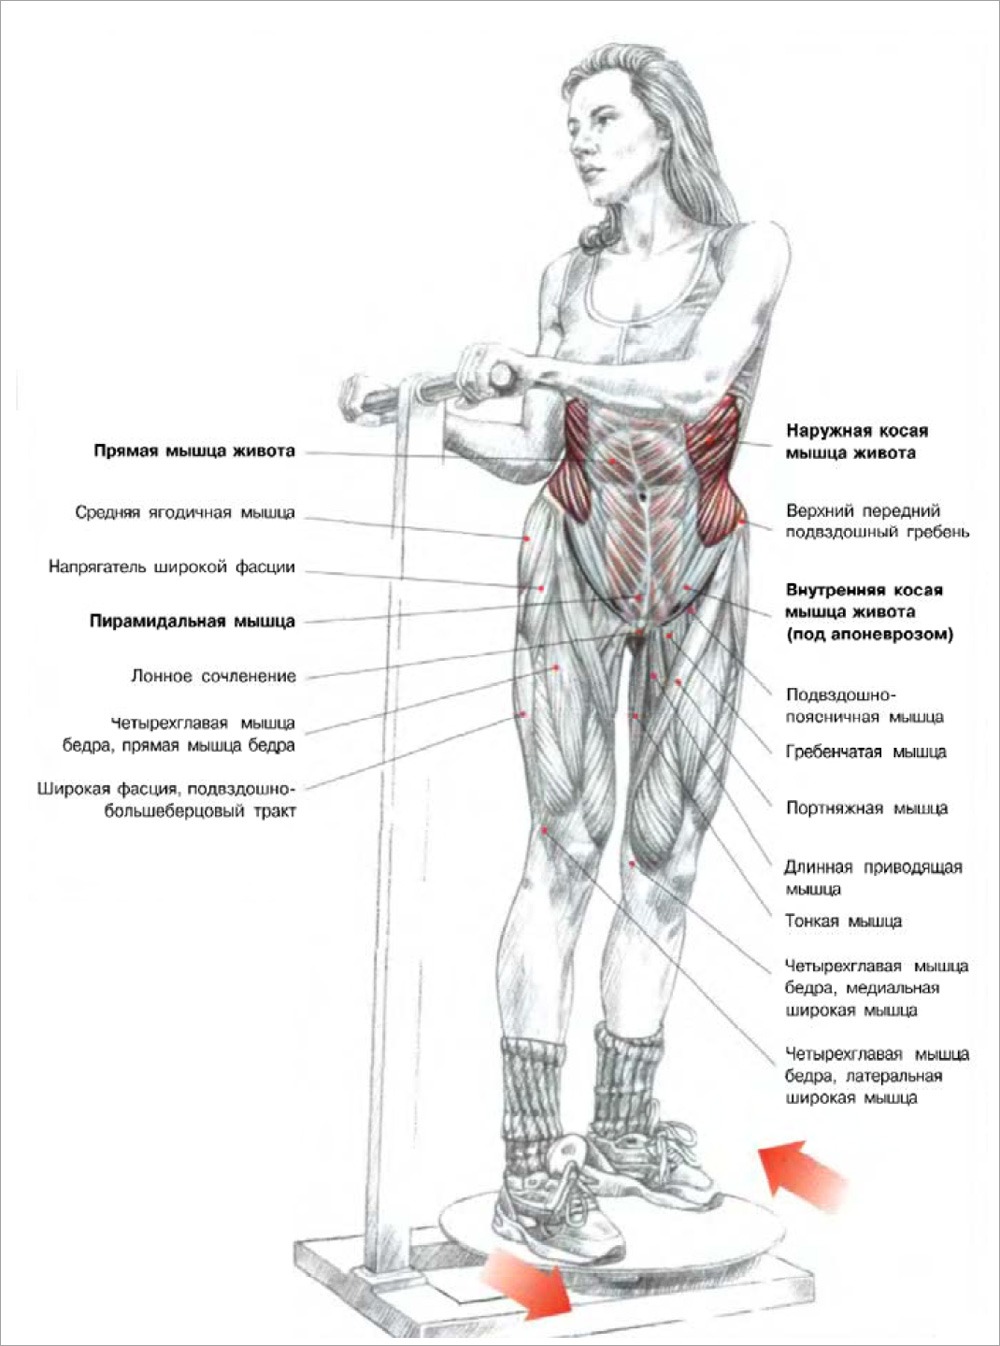 Прямая мышца живота
Средняя ягодичная мышца
Напрягатель широкой фасции
Пирамидальная мышца
Лонное сочленение
Четырехглавая мышца
бедра, прямая мышца бедра
Широкая фасция, подвздошно-
большеберцовый тракт
Наружная косая
мышца живота
Верхний передний
подвздошный гребень
Внутренняя косая
мышца живота
(под апоневрозом)
Подвздошно-
поясничная мышца
Гребенчатая мышца
Портняжная мышца
Длинная приводящая
мышца
Тонкая мышца
Четырехглавая мышца
бедра, медиальная
широкая мышца
Четырехглавая мышца
бедра, латеральная
широкая мышца